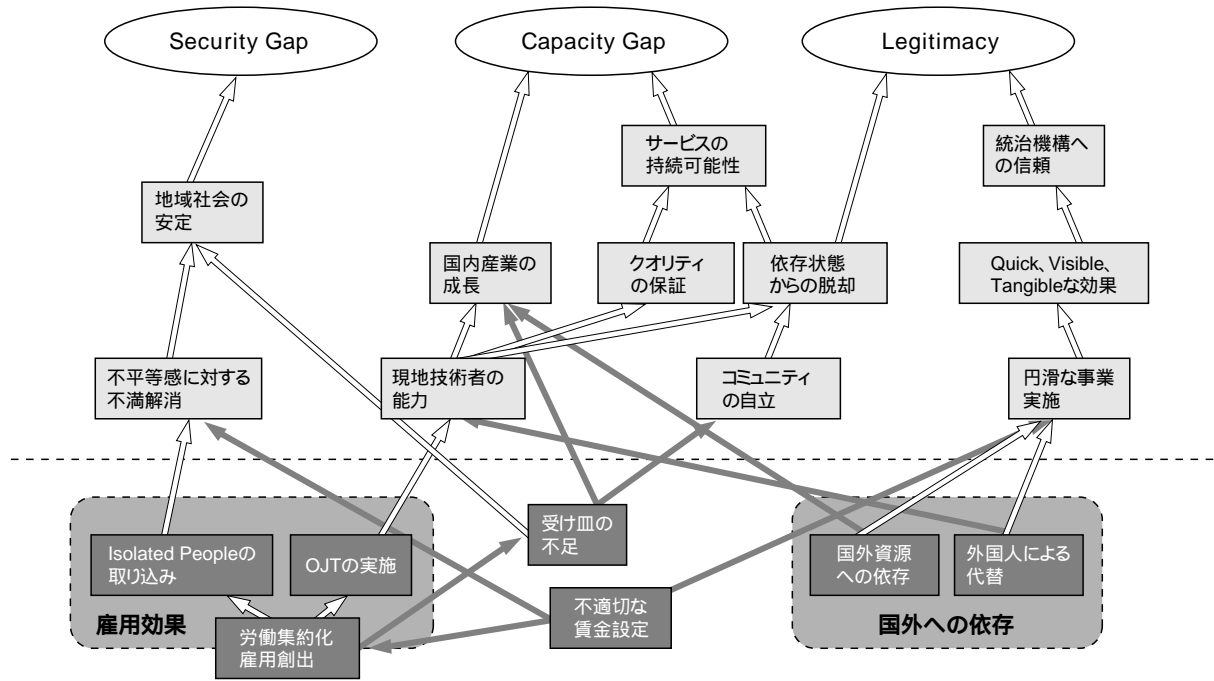 Security Gap
Capacity Gap
Legitimacy
サービスの
持続可能性
統治機構へ
の信頼
地域社会の
安定
国内産業の
成長
クオリティ
の保証
依存状態
からの脱却
Quick、Visible、
Tangibleな効果
不平等感に対する
不満解消
現地技術者の
能力
コミュニティ
の自立
円滑な事業
実施
Isolated Peopleの
取り込み
OJTの実施
受け皿の
不足
国外資源
への依存
外国人による
代替
雇用効果
労働集約化
雇用創出
不適切な
賃金設定
国外への依存